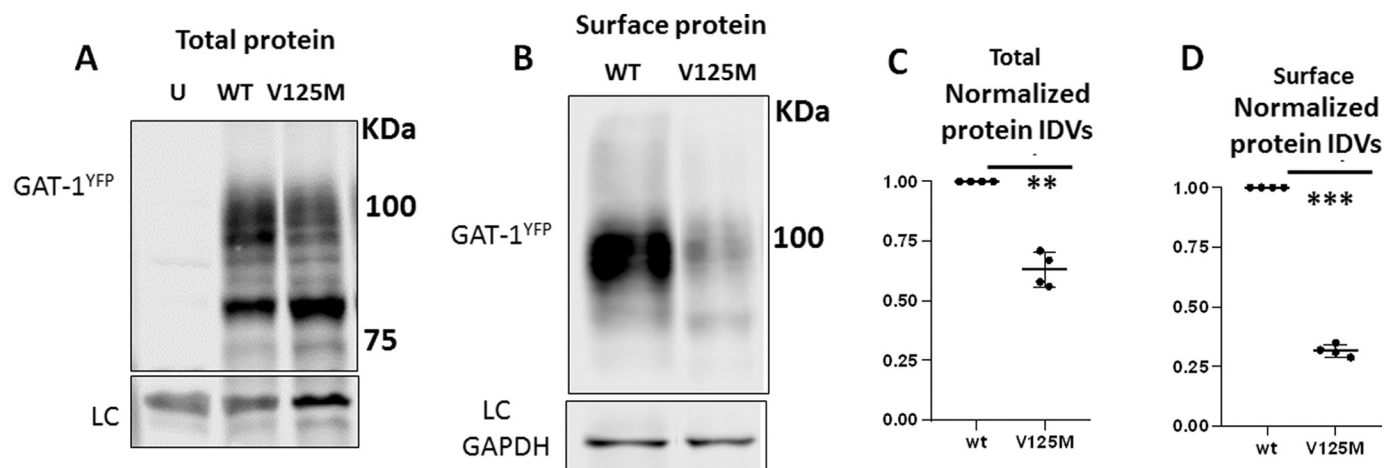 A
Total protein
U WT V125M
KDa
GAT-1YFP
100
75
LC
B
Surface protein
WT V125M
KDa
GAT-1YFP
100
LC
GAPDH
C
Total
Normalized
protein IDVs
**
1.00
0.75
0.50
0.25
0.00
wt V125M
D
Surface
Normalized
protein IDVs
***
1.00
0.75
0.50
0.25
0.00
wt V125M